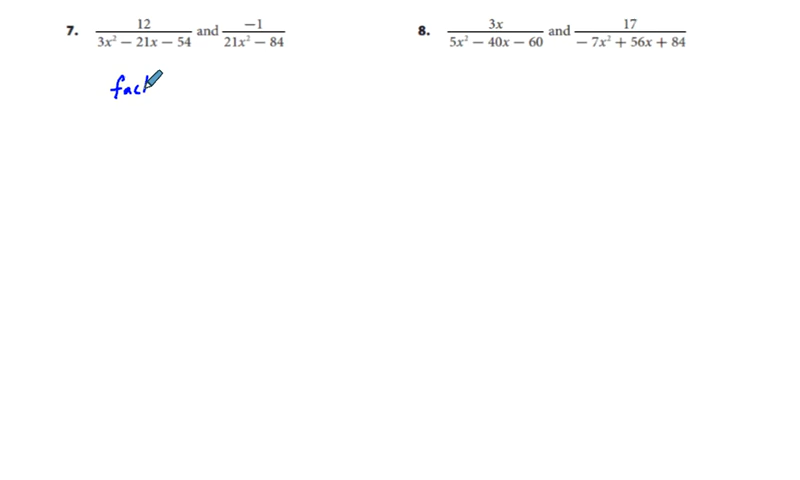 7. 12/(3x² − 21x − 54) and −1/(21x² − 84)
8. 3x/(5x² − 40x − 60) and 17/(− 7x² + 56x + 84)